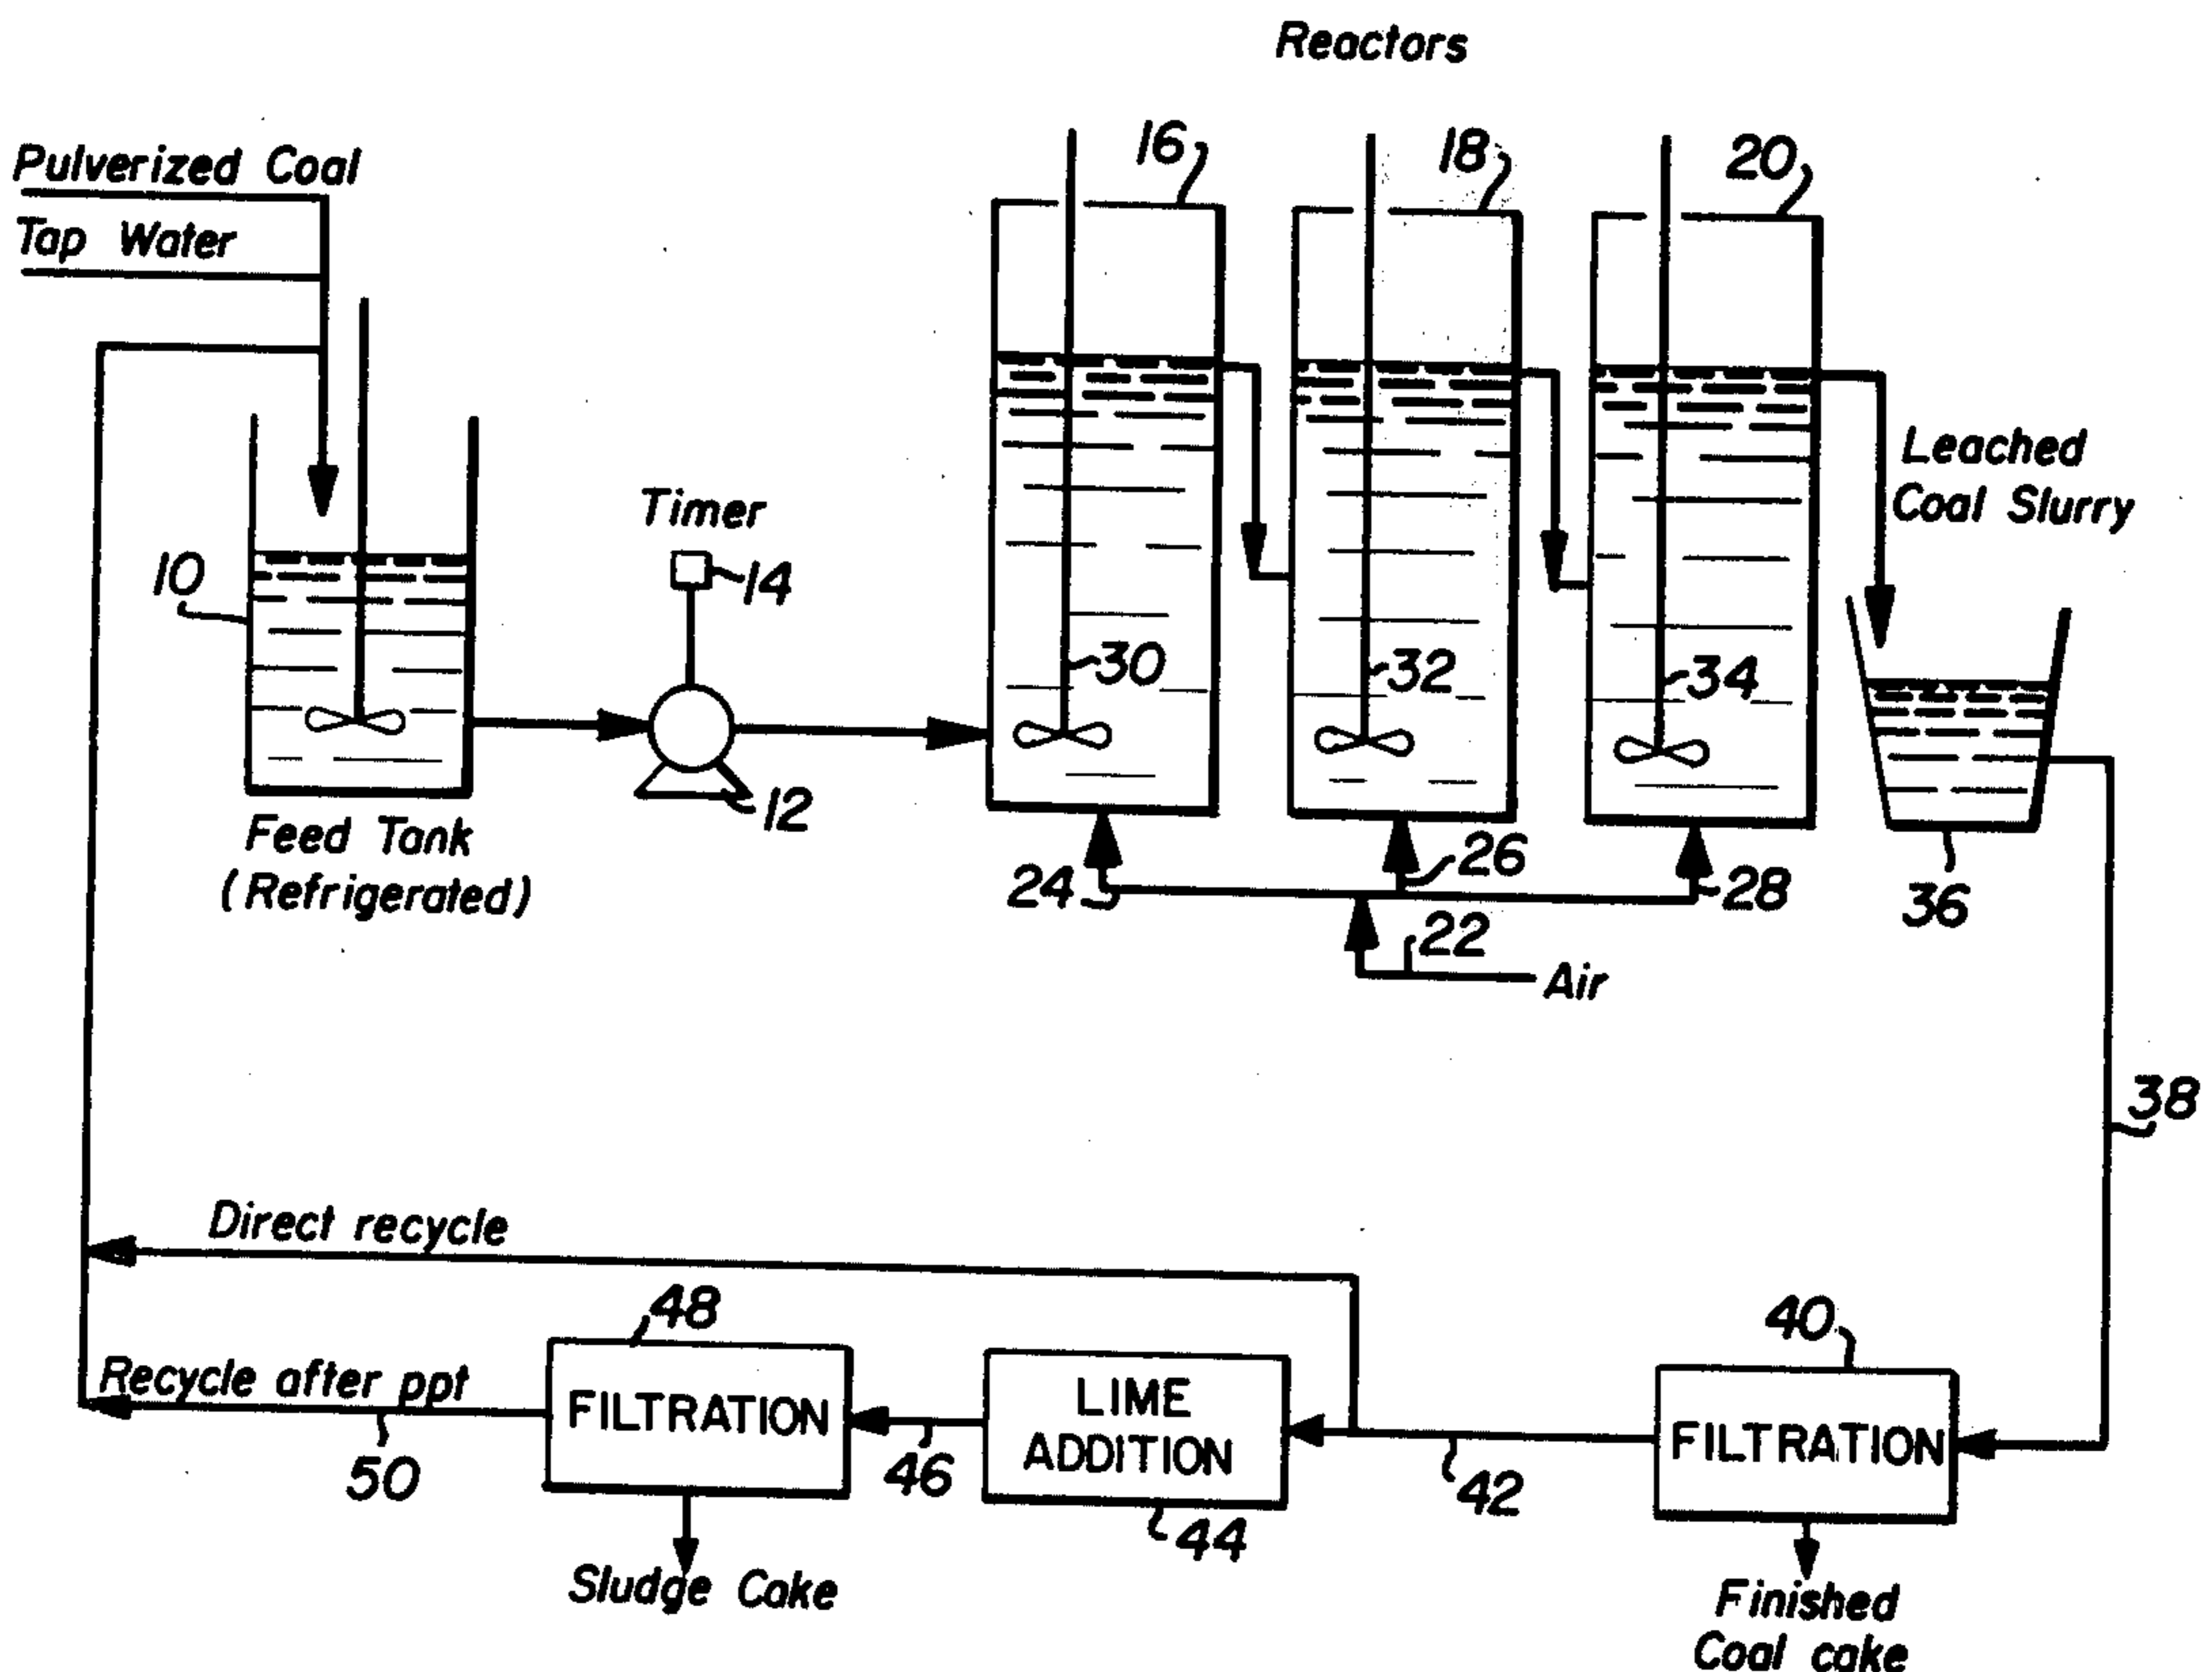 Reactors
Pulverized Coal
Tap Water
16
18
20
Leached
Coal Slurry
Timer
10
14
30
32
34
12
Feed Tank
(Refrigerated)
24
26
28
36
22
Air
38
Direct recycle
48
40
Recycle after ppt
FILTRATION
LIME
ADDITION
FILTRATION
50
46
42
44
Sludge Cake
Finished
Coal cake